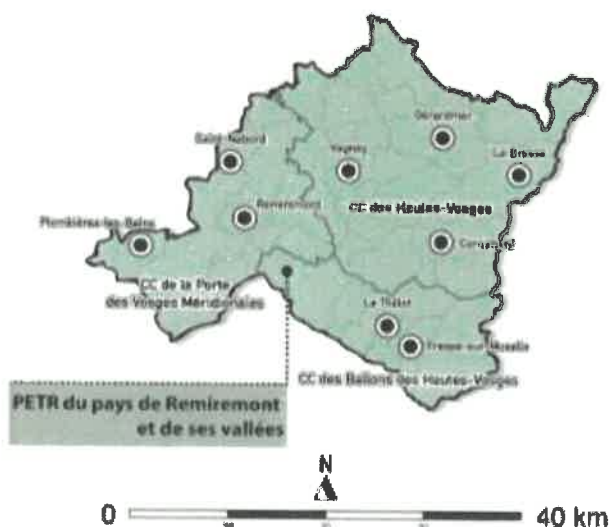 Gérardmer
Saint-Nabord
Vagney
La Bresse
Remiremont
CC des Hautes-Vosges
Plombières-les-Bains
Cornimont
CC de la Porte
des Vosges Méridionales
Le Thillot
Fresse-sur-Moselle
CC des Ballons des Hautes-Vosges
PETR du pays de Remiremont
et de ses vallées
N
0 40 km